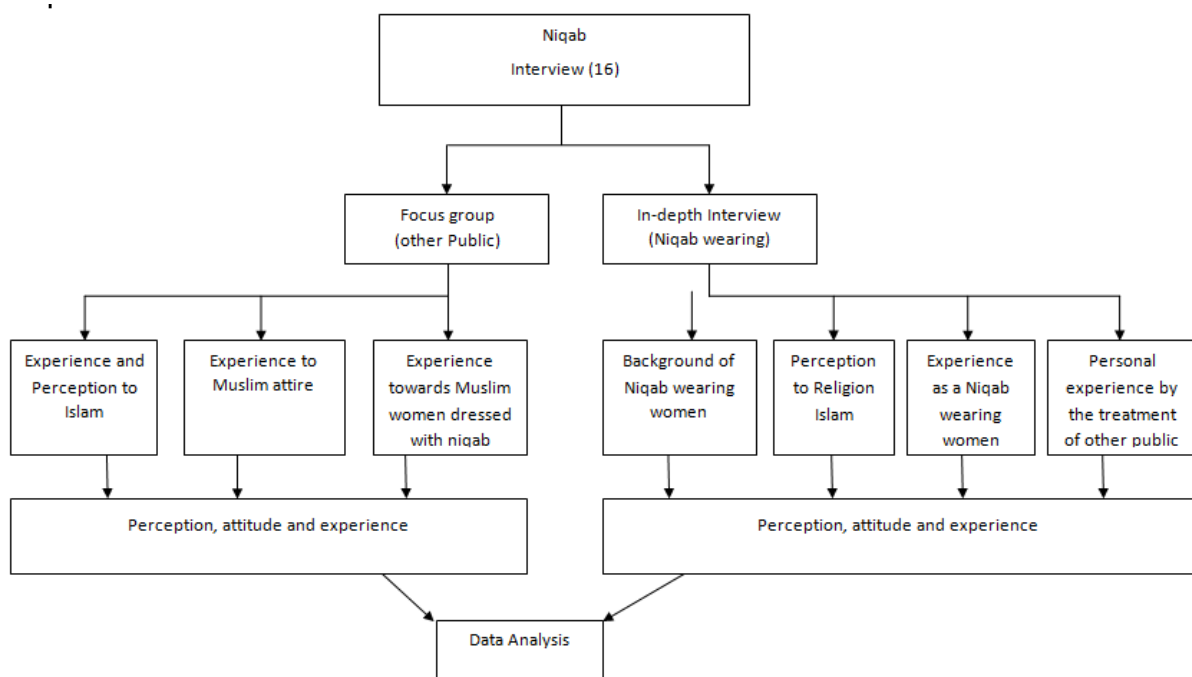 Niqab
Interview (16)
Focus group
(other Public)
In-depth Interview
(Niqab wearing)
Experience and
Perception to
Islam
Experience to
Muslim attire
Experience
towards Muslim
women dressed
with niqab
Background of
Niqab wearing
women
Perception
to Religion
Islam
Experience
as a Niqab
wearing
women
Personal
experience by
the treatment
of other public
Perception, attitude and experience
Perception, attitude and experience
Data Analysis